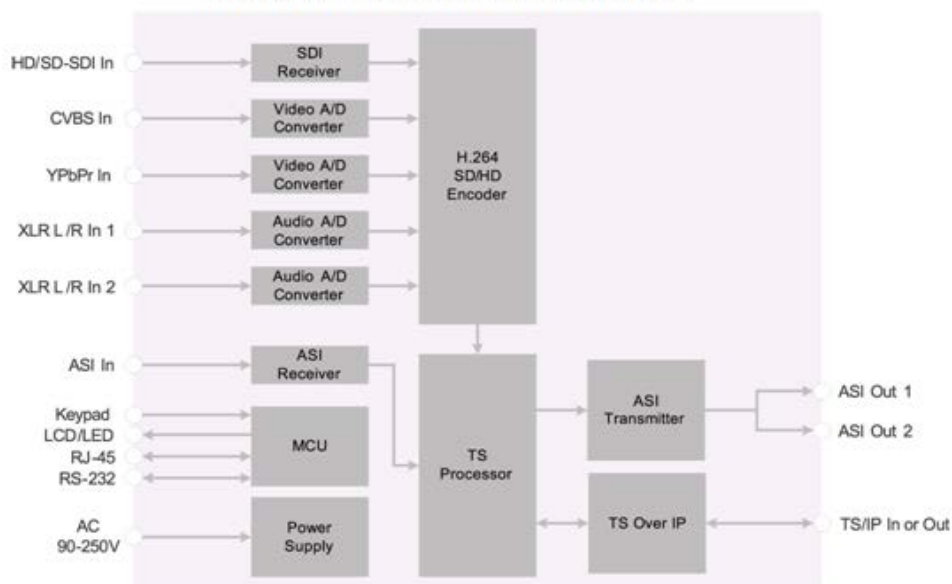 HD/SD-SDI In
SDI
Receiver
CVBS In
Video A/D
Converter
YPbPr In
Video A/D
Converter
XLR L /R In 1
Audio A/D
Converter
XLR L /R In 2
Audio A/D
Converter
H.264
SD/HD
Encoder
ASI In
ASI
Receiver
Keypad
LCD/LED
RJ-45
RS-232
MCU
AC
90-250V
Power
Supply
TS
Processor
ASI
Transmitter
TS Over IP
ASI Out 1
ASI Out 2
TS/IP In or Out